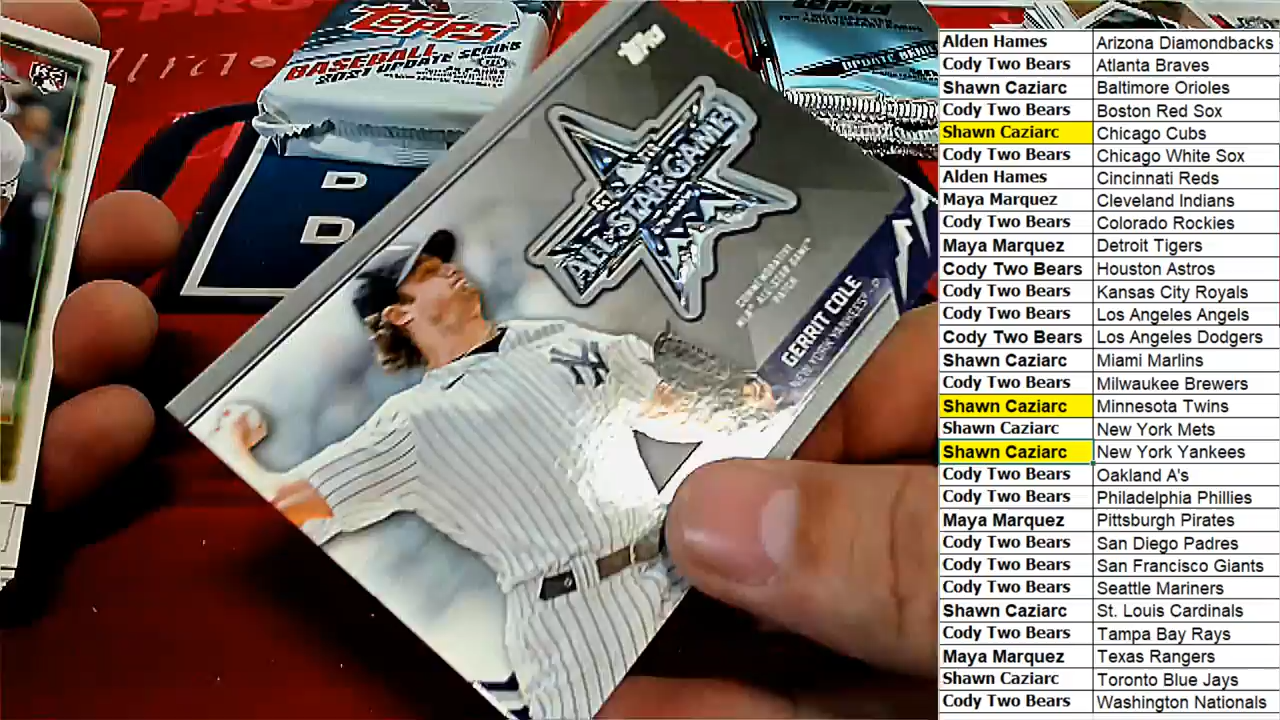 Topps
BASEBALL
2021 UPDATE SERIES
UPDATE SERIES
Topps
ALL-STAR GAME
COMMEMORATIVE
ALL-STAR GAME
PATCH
GERRIT COLE
NEW YORK YANKEES - P
NY
Alden Hames Arizona Diamondbacks
Cody Two Bears Atlanta Braves
Shawn Caziarc Baltimore Orioles
Cody Two Bears Boston Red Sox
Shawn Caziarc Chicago Cubs
Cody Two Bears Chicago White Sox
Alden Hames Cincinnati Reds
Maya Marquez Cleveland Indians
Cody Two Bears Colorado Rockies
Maya Marquez Detroit Tigers
Cody Two Bears Houston Astros
Cody Two Bears Kansas City Royals
Cody Two Bears Los Angeles Angels
Cody Two Bears Los Angeles Dodgers
Shawn Caziarc Miami Marlins
Cody Two Bears Milwaukee Brewers
Shawn Caziarc Minnesota Twins
Shawn Caziarc New York Mets
Shawn Caziarc New York Yankees
Cody Two Bears Oakland A's
Cody Two Bears Philadelphia Phillies
Maya Marquez Pittsburgh Pirates
Cody Two Bears San Diego Padres
Cody Two Bears San Francisco Giants
Cody Two Bears Seattle Mariners
Shawn Caziarc St. Louis Cardinals
Cody Two Bears Tampa Bay Rays
Maya Marquez Texas Rangers
Shawn Caziarc Toronto Blue Jays
Cody Two Bears Washington Nationals